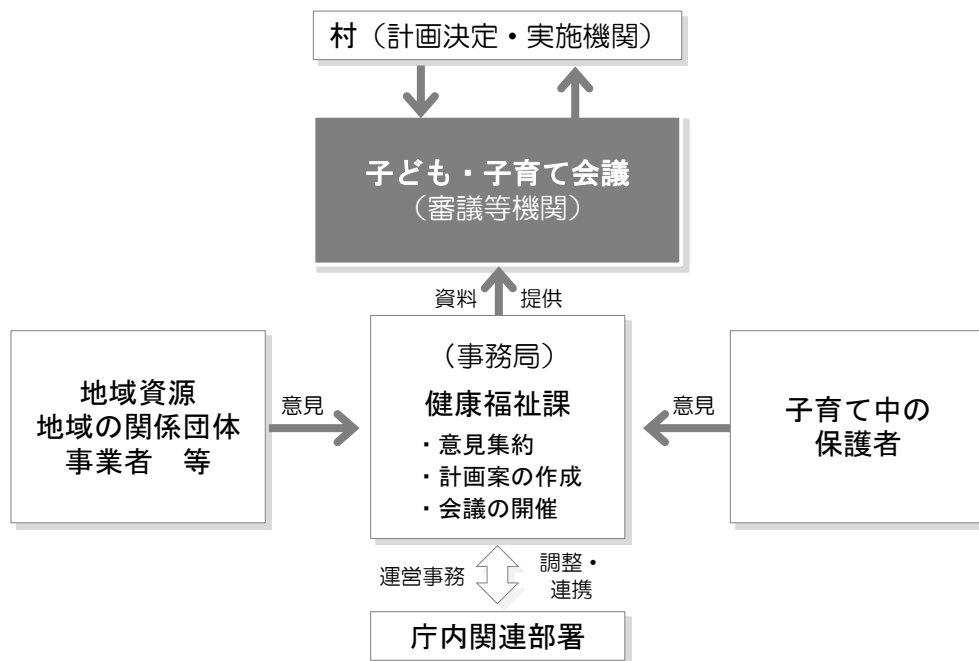 村（計画決定・実施機関）
子ども・子育て会議
（審議等機関）
資料 提供
地域資源
地域の関係団体
事業者　等
意見
（事務局）
健康福祉課
・意見集約
・計画案の作成
・会議の開催
意見
子育て中の
保護者
運営事務
調整・
連携
庁内関連部署